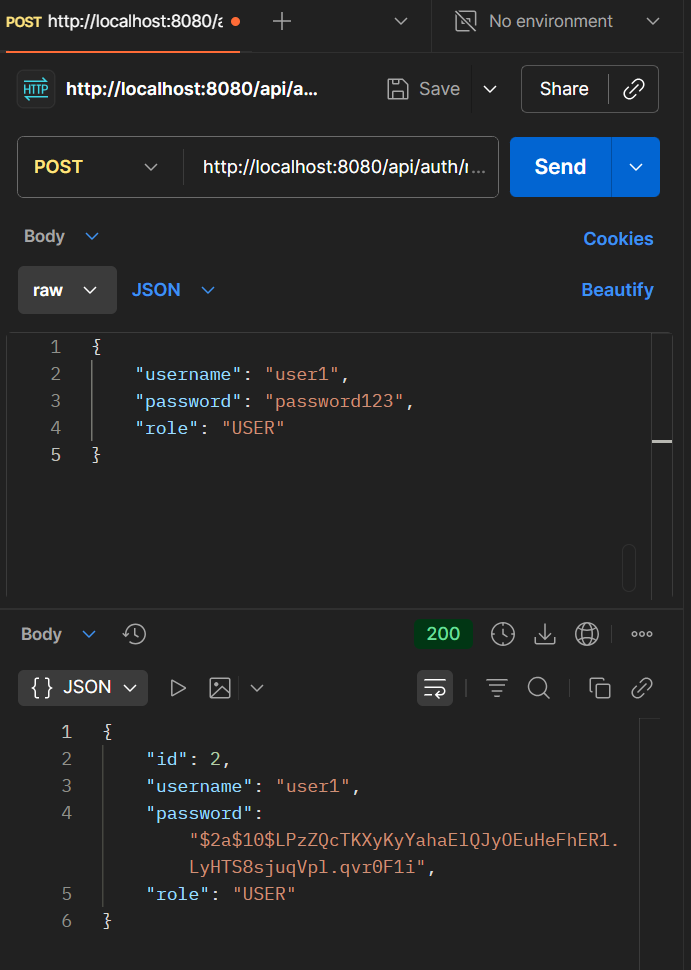 POST http://localhost:8080/a
No environment
HTTP http://localhost:8080/api/a... Save Share
POST http://localhost:8080/api/auth/r... Send
Body Cookies
raw JSON Beautify
1 {
2 "username": "user1",
3 "password": "password123",
4 "role": "USER"
5 }
Body 200
{} JSON
1 {
2 "id": 2,
3 "username": "user1",
4 "password":
"$2a$10$LPzZQcTKXyKyYahaElQJyOEuHeFhER1.
LyHTS8sjuqVpl.qvr0F1i",
5 "role": "USER"
6 }